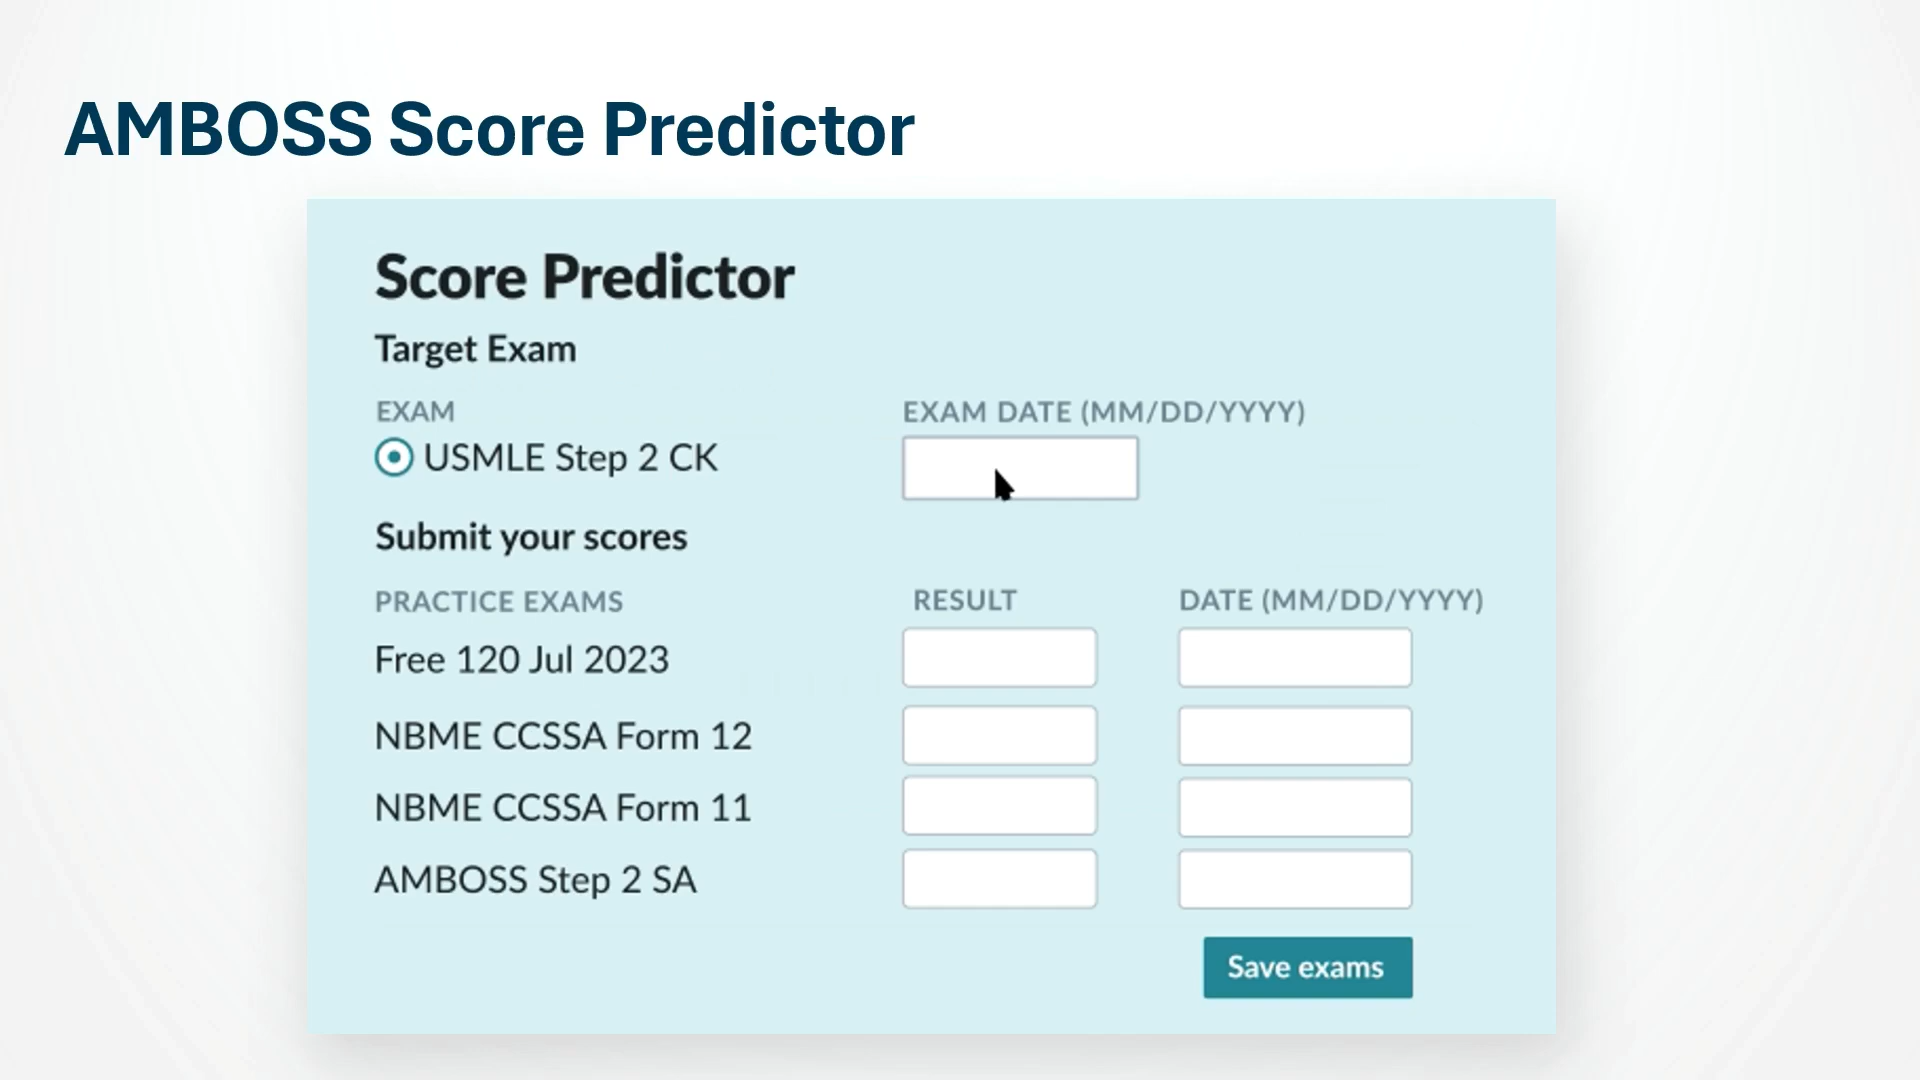 AMBOSS Score Predictor
Score Predictor
Target Exam
EXAM
EXAM DATE (MM/DD/YYYY)
USMLE Step 2 CK
Submit your scores
PRACTICE EXAMS
RESULT
DATE (MM/DD/YYYY)
Free 120 Jul 2023
NBME CCSSA Form 12
NBME CCSSA Form 11
AMBOSS Step 2 SA
Save exams